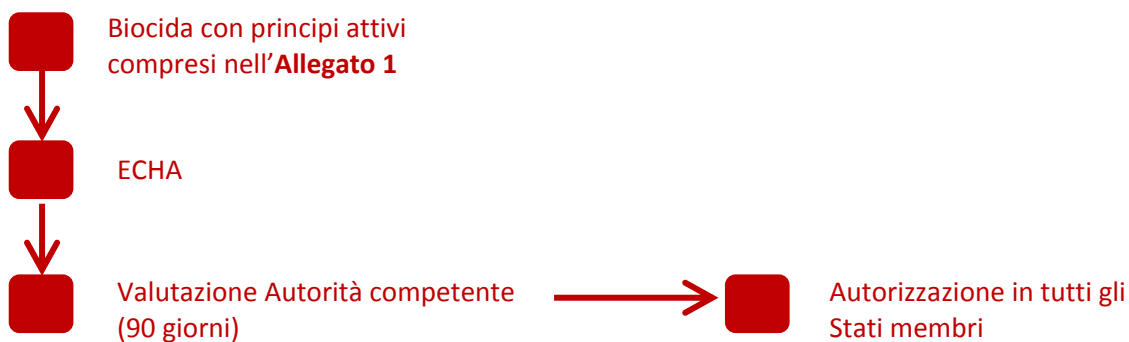 Biocida con principi attivi
compresi nell’Allegato 1
ECHA
Valutazione Autorità competente
(90 giorni)
Autorizzazione in tutti gli
Stati membri